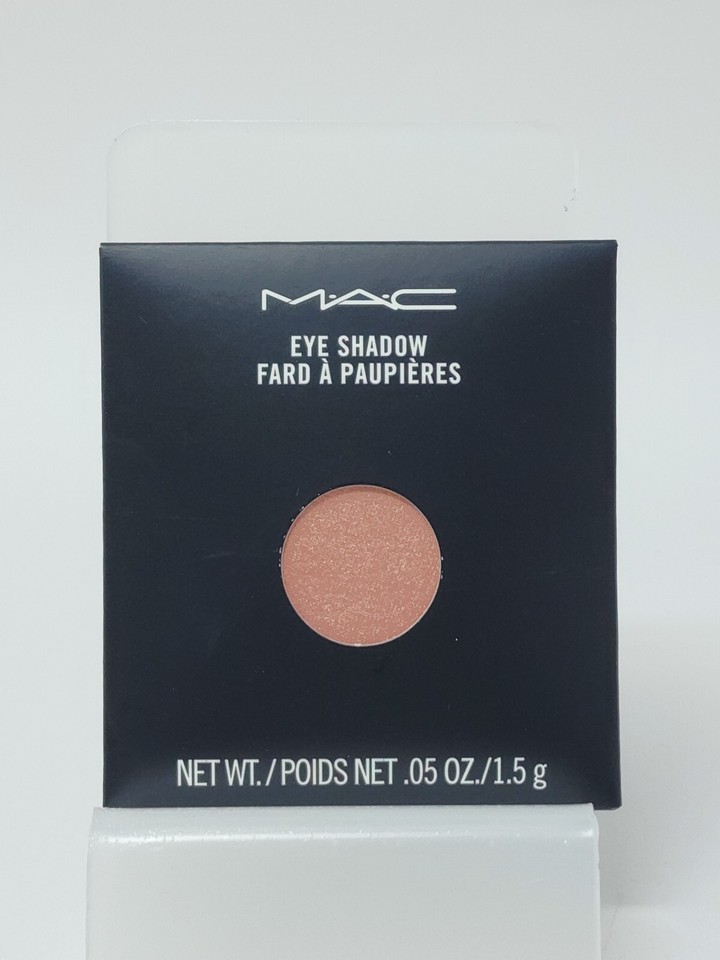 M·A·C
EYE SHADOW
FARD À PAUPIÈRES
NET WT. / POIDS NET .05 OZ./1.5 g